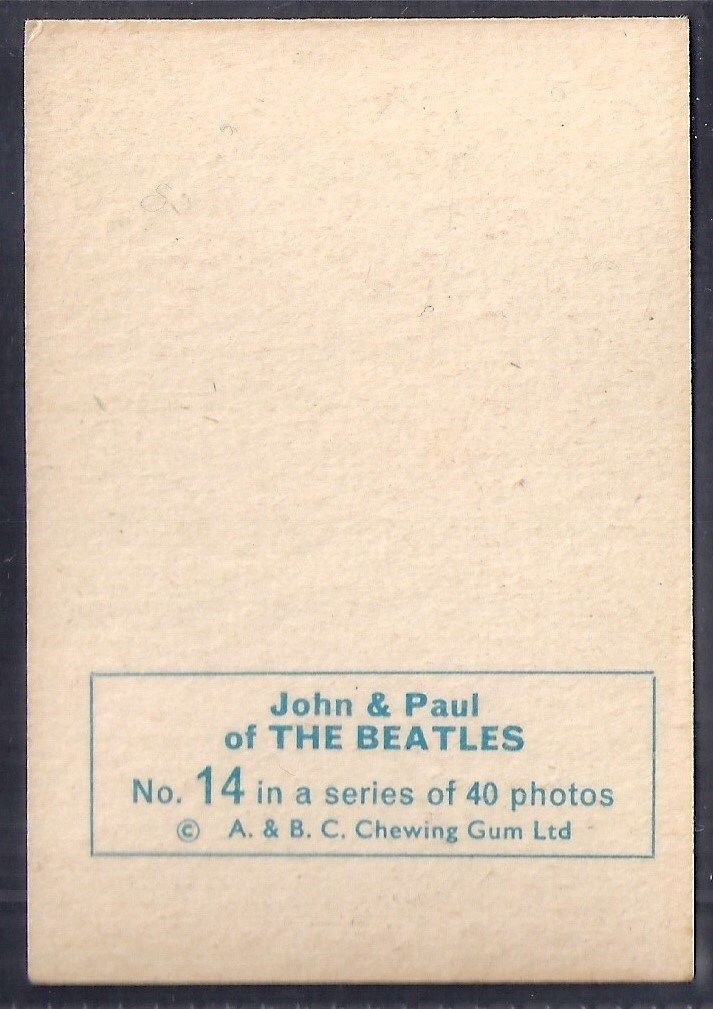 John & Paul
of THE BEATLES
No. 14 in a series of 40 photos
© A. & B. C. Chewing Gum Ltd